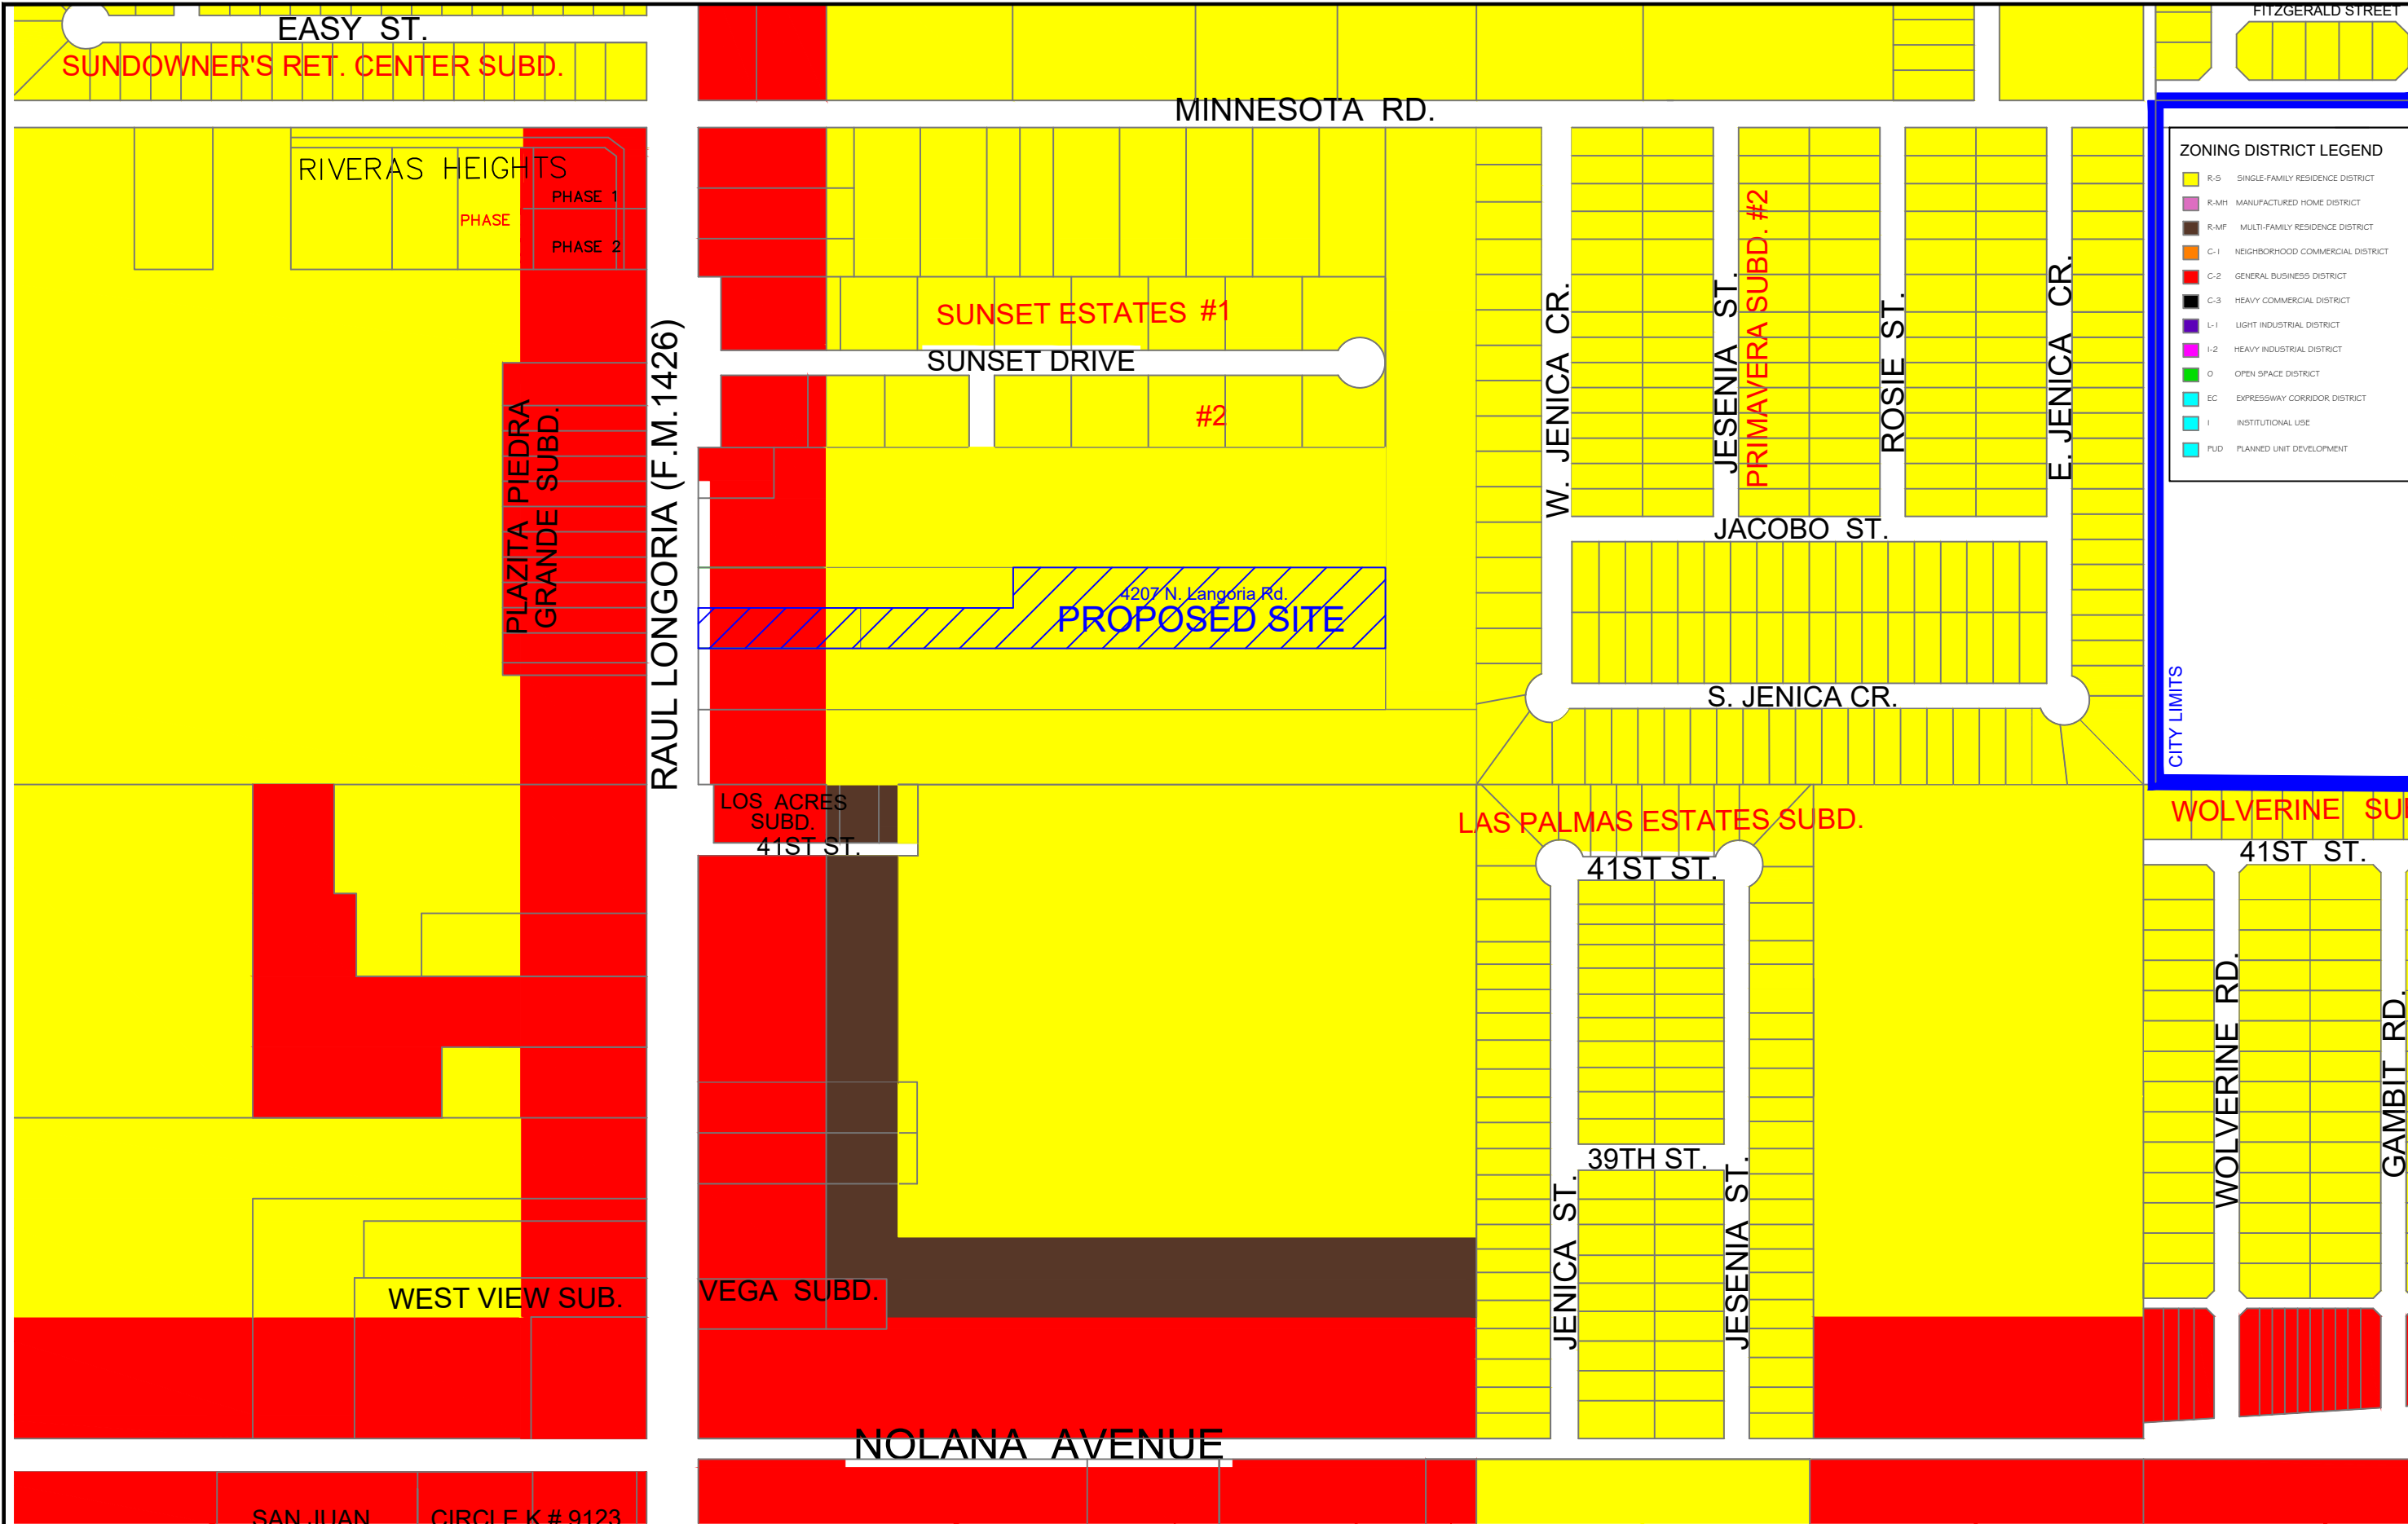 FITZGERALD STREET
EASY ST.
SUNDOWNER'S RET. CENTER SUBD.
MINNESOTA RD.
RIVERAS HEIGHTS
PHASE 1
PHASE
PHASE 2
ZONING DISTRICT LEGEND
R-S SINGLE-FAMILY RESIDENCE DISTRICT
R-MH MANUFACTURED HOME DISTRICT
R-MF MULTI-FAMILY RESIDENCE DISTRICT
C-1 NEIGHBORHOOD COMMERCIAL DISTRICT
C-2 GENERAL BUSINESS DISTRICT
C-3 HEAVY COMMERCIAL DISTRICT
L-1 LIGHT INDUSTRIAL DISTRICT
I-2 HEAVY INDUSTRIAL DISTRICT
O OPEN SPACE DISTRICT
EC EXPRESSWAY CORRIDOR DISTRICT
I INSTITUTIONAL USE
PUD PLANNED UNIT DEVELOPMENT
SUNSET ESTATES #1
SUNSET DRIVE
#2
PLAZITA PIEDRA
GRANDE SUBD.
RAUL LONGORIA (F.M.1426)
W. JENICA CR.
JESENIA ST.
PRIMAVERA SUBD. #2
ROSIE ST.
E. JENICA CR.
JACOBO ST.
4207 N. Langoria Rd.
PROPOSED SITE
S. JENICA CR.
CITY LIMITS
LOS ACRES
SUBD.
41ST ST.
LAS PALMAS ESTATES SUBD.
41ST ST.
WOLVERINE SU
41ST ST.
WOLVERINE RD.
GAMBIT RD.
39TH ST.
JENICA ST.
JESENIA ST.
WEST VIEW SUB.
VEGA SUBD.
NOLANA AVENUE
SAN JUAN
CIRCLE K # 9123